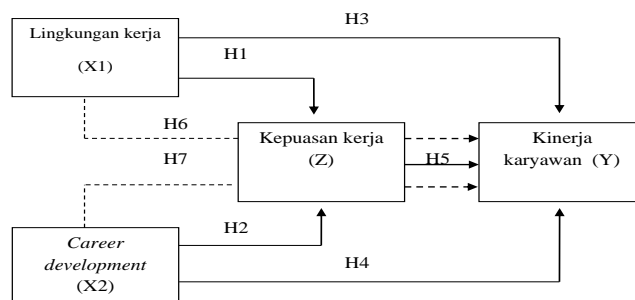 Lingkungan kerja
(X1)
H3
H1
H6
Kepuasan kerja
(Z)
H5
Kinerja
karyawan (Y)
H7
H2
Career
development
(X2)
H4